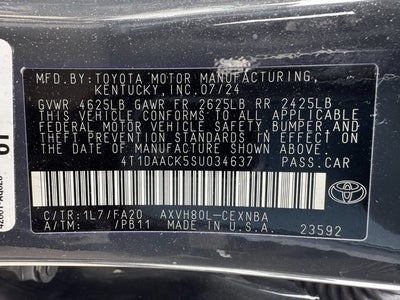 MFD.BY:TOYOTA MOTOR MANUFACTURING,
KENTUCKY, INC.07/24
GVWR 4625LB GAWR FR 2625LB RR 2425LB
THIS VEHICLE CONFORMS TO ALL APPLICABLE
FEDERAL MOTOR VEHICLE SAFETY, BUMPER, AND
THEFT PREVENTION STANDARDS IN EFFECT ON
THE DATE OF MANUFACTURE SHOWN ABOVE.
4T1DAACK5SU034637 PASS.CAR
C/TR:1L7/FA20 AXVH80L-CEXNBA
A/TM: /PB11 MADE IN U.S.A. 23592
TOYOTA